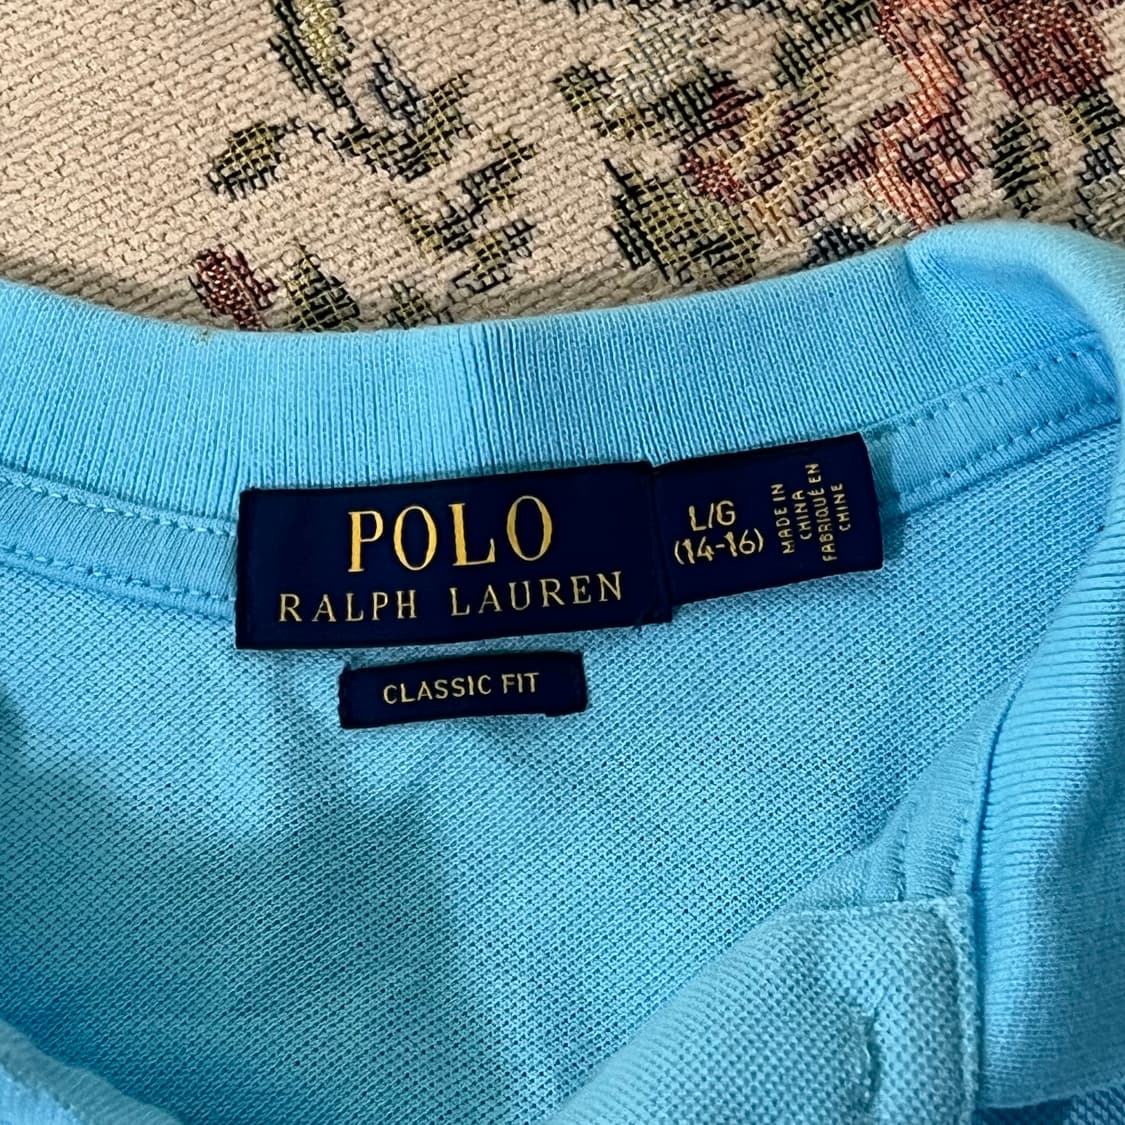 POLO
RALPH LAUREN
L/G
(14-16)
MADE IN
CHINA
FABRIQUÉ EN
CHINE
CLASSIC FIT